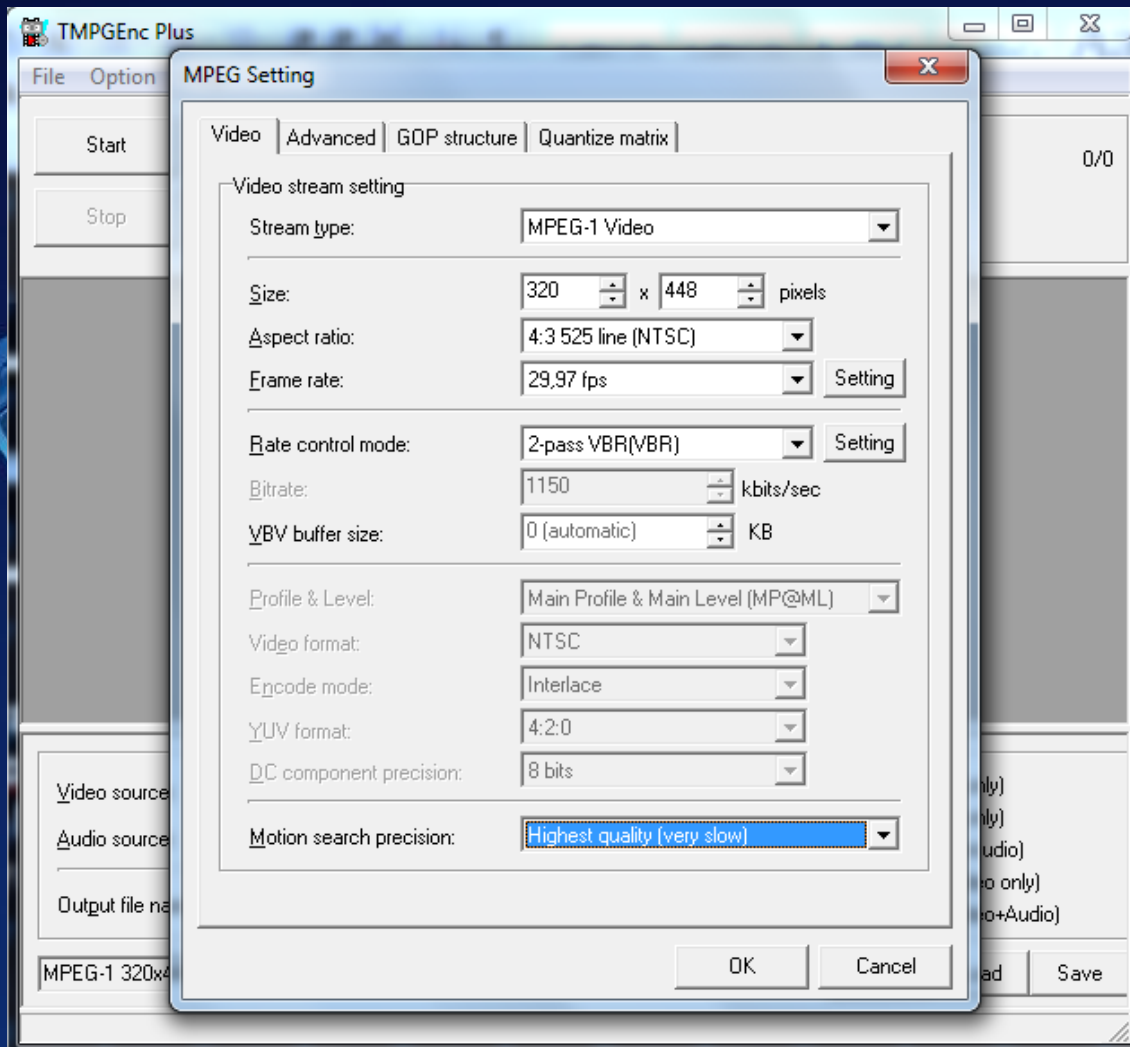 TMPGEnc Plus
File Option
MPEG Setting
Start
Stop
0/0
Video Advanced GOP structure Quantize matrix
Video stream setting
Stream type: MPEG-1 Video
Size: 320 x 448 pixels
Aspect ratio: 4:3 525 line (NTSC)
Frame rate: 29,97 fps Setting
Rate control mode: 2-pass VBR(VBR) Setting
Bitrate: 1150 kbits/sec
VBV buffer size: 0 (automatic) KB
Profile & Level: Main Profile & Main Level (MP@ML)
Video format: NTSC
Encode mode: Interlace
YUV format: 4:2:0
DC component precision: 8 bits
Motion search precision: Highest quality (very slow)
OK Cancel
Video source
Audio source
Output file na
nly)
nly)
udio)
eo only)
eo+Audio)
MPEG-1 320x4
ad Save